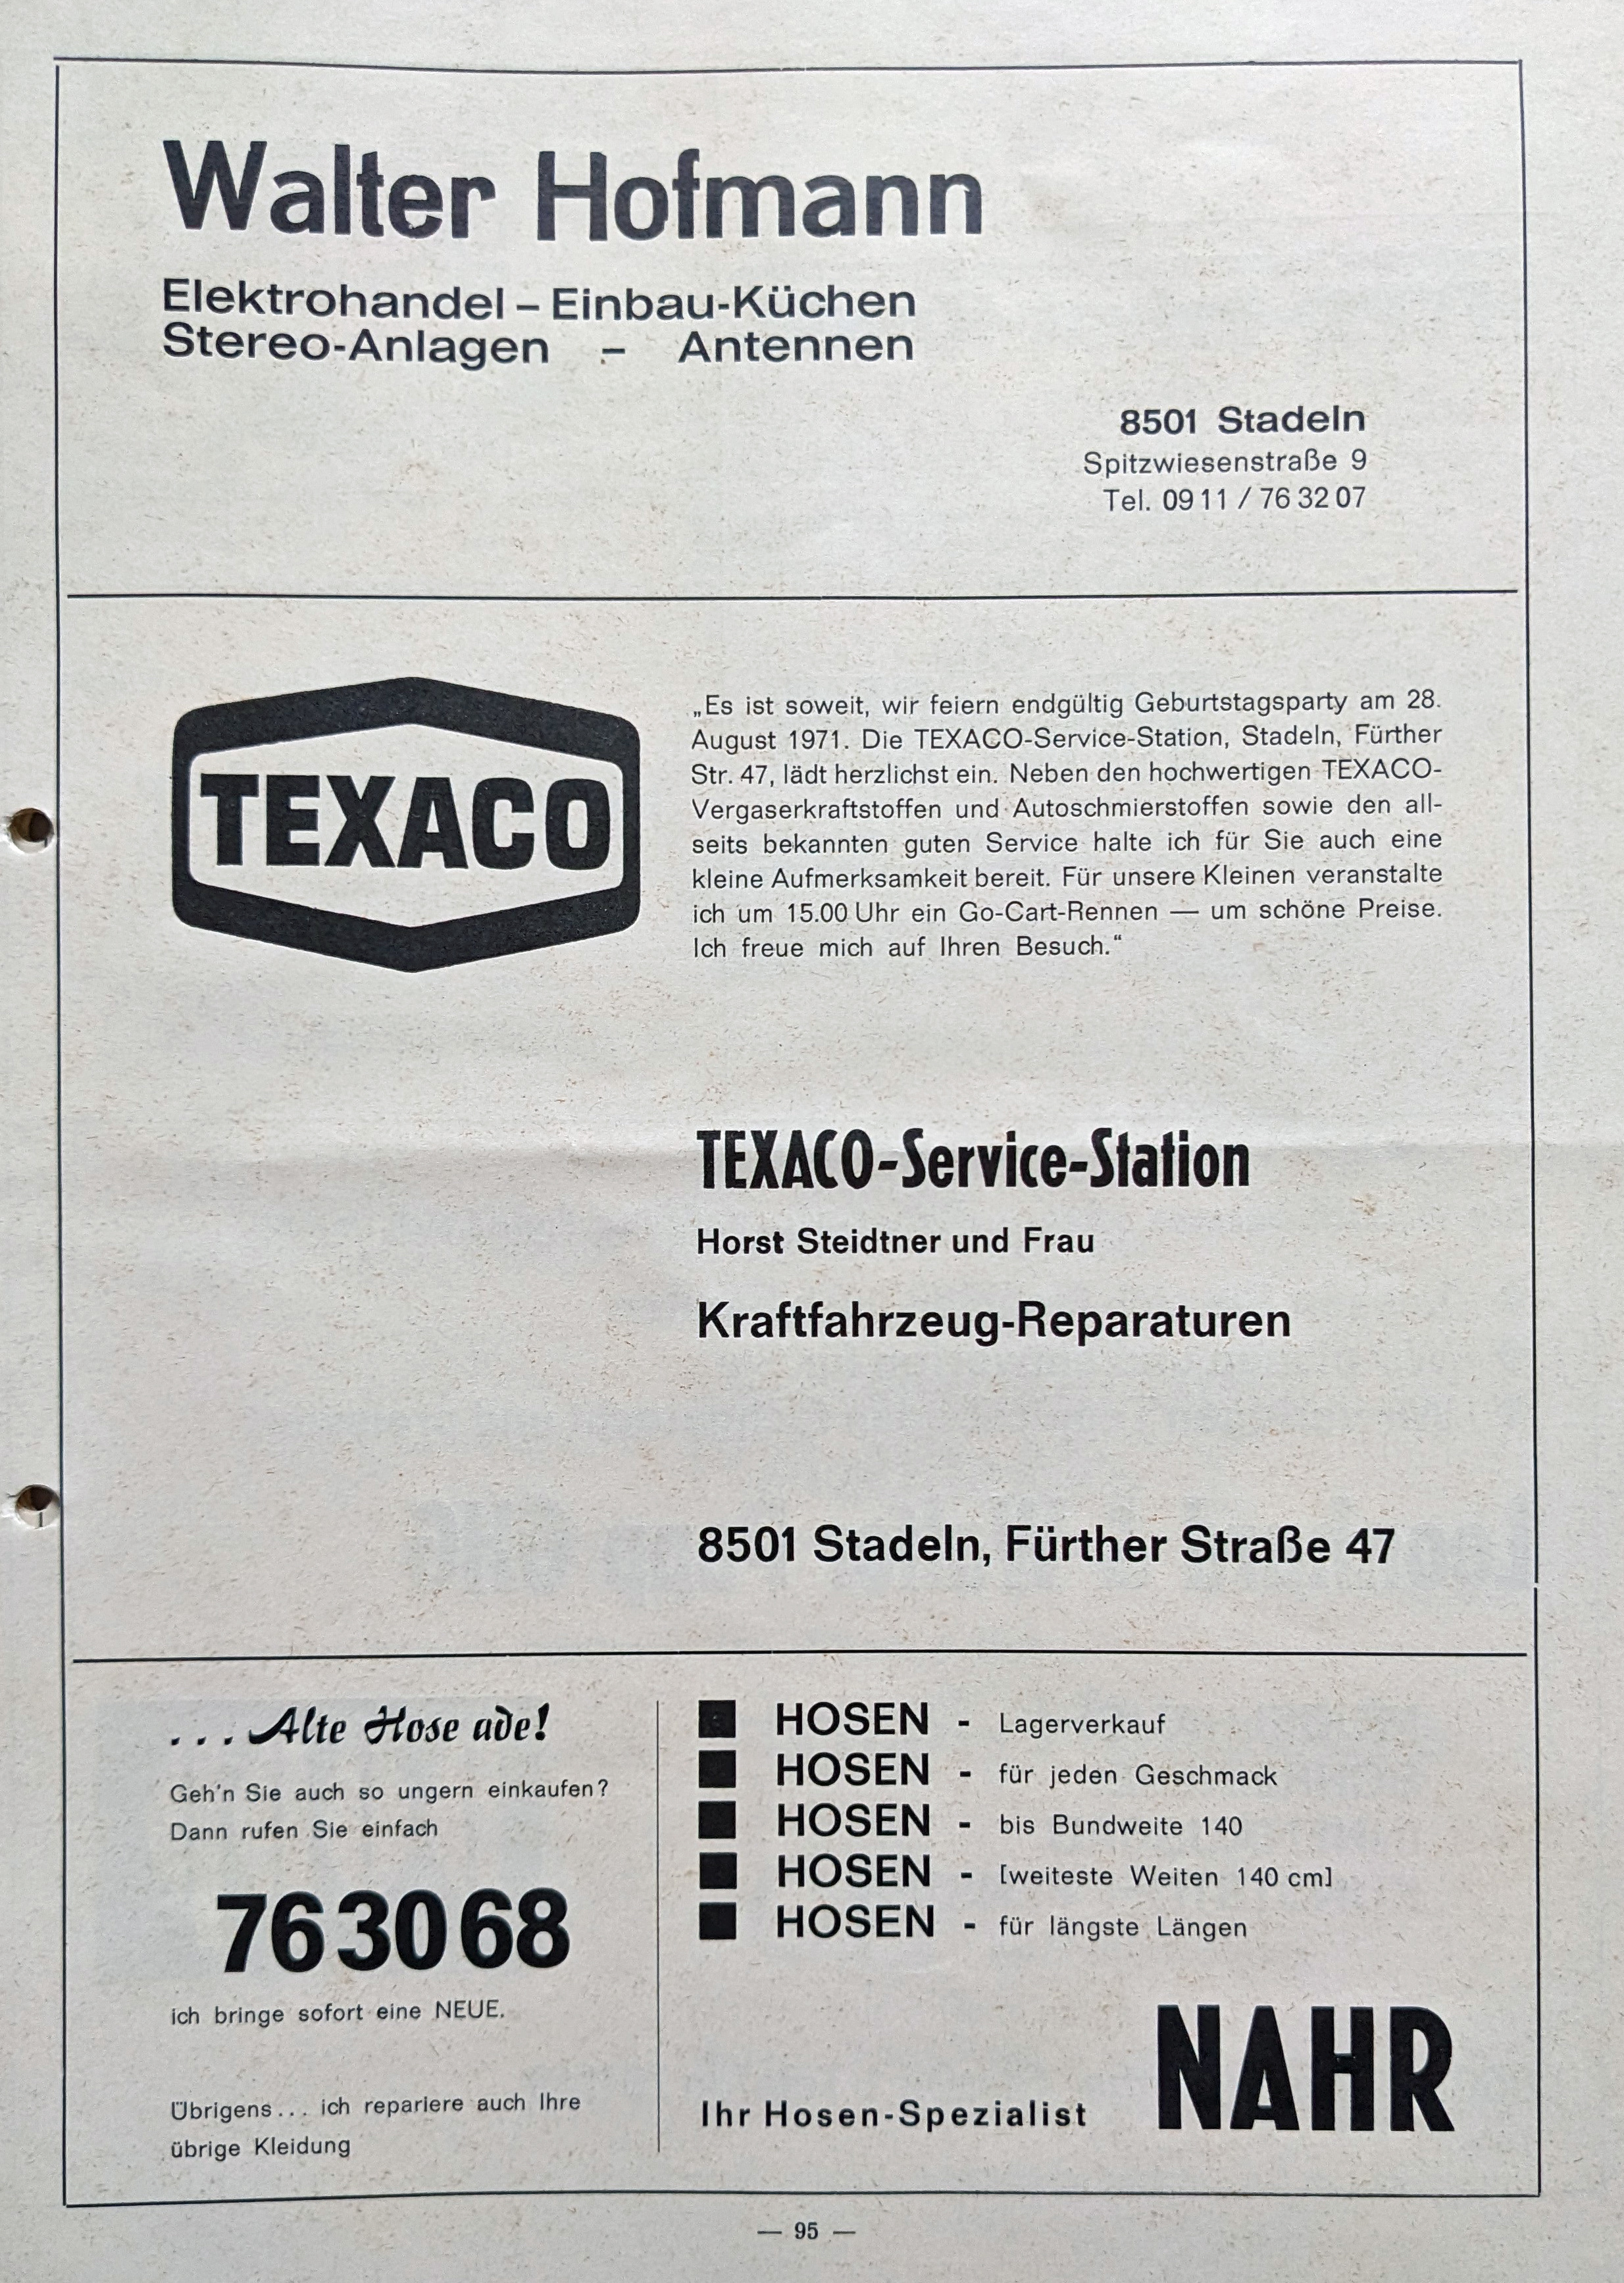 Walter Hofmann
Elektrohandel – Einbau-Küchen
Stereo-Anlagen – Antennen
8501 Stadeln
Spitzwiesenstraße 9
Tel. 09 11 / 76 32 07
TEXACO
„Es ist soweit, wir feiern endgültig Geburtstagsparty am 28.
August 1971. Die TEXACO-Service-Station, Stadeln, Fürther
Str. 47, lädt herzlichst ein. Neben den hochwertigen TEXACO-
Vergaserkraftstoffen und Autoschmierstoffen sowie den all-
seits bekannten guten Service halte ich für Sie auch eine
kleine Aufmerksamkeit bereit. Für unsere Kleinen veranstalte
ich um 15.00 Uhr ein Go-Cart-Rennen — um schöne Preise.
Ich freue mich auf Ihren Besuch.“
TEXACO-Service-Station
Horst Steidtner und Frau
Kraftfahrzeug-Reparaturen
8501 Stadeln, Fürther Straße 47
. . . Alte Hose ade!
Geh'n Sie auch so ungern einkaufen?
Dann rufen Sie einfach
76 30 68
ich bringe sofort eine NEUE.
Übrigens . . . ich repariere auch Ihre
übrige Kleidung
■ HOSEN - Lagerverkauf
■ HOSEN - für jeden Geschmack
■ HOSEN - bis Bundweite 140
■ HOSEN - [weiteste Weiten 140 cm]
■ HOSEN - für längste Längen
Ihr Hosen-Spezialist NAHR
— 95 —